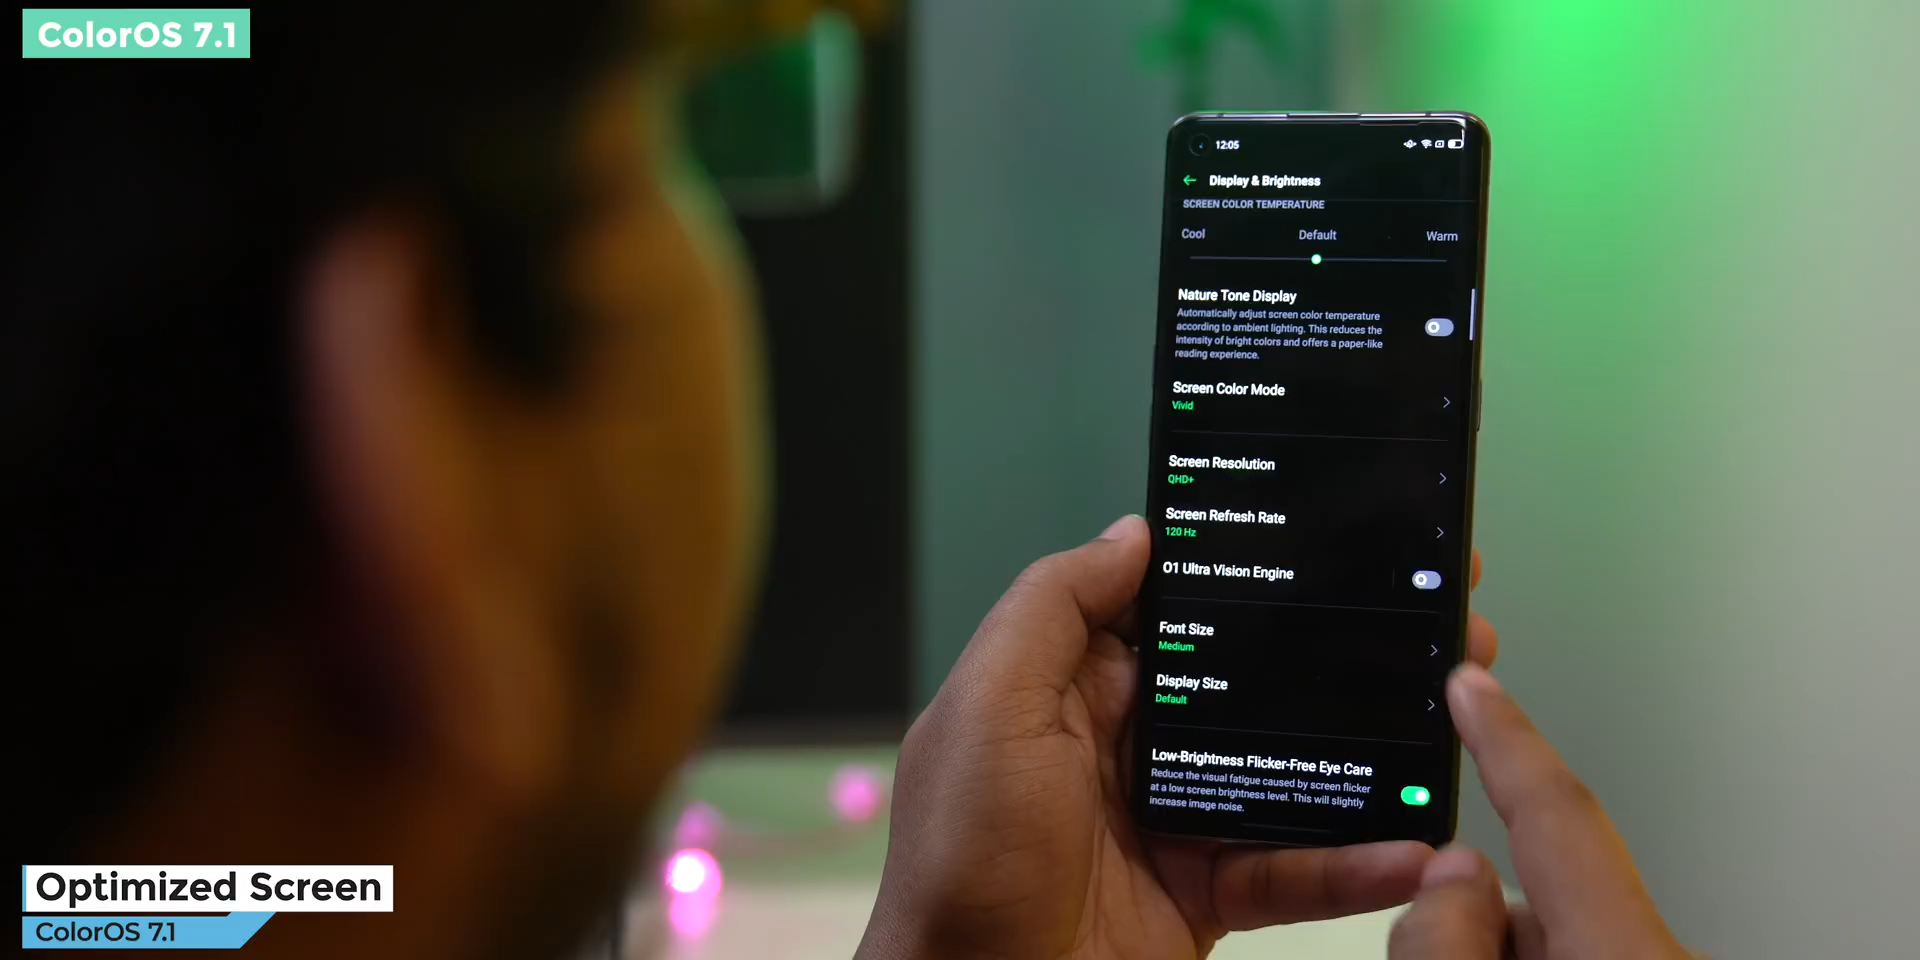 ColorOS 7.1
12:05
Display & Brightness
SCREEN COLOR TEMPERATURE
Cool Default Warm
Nature Tone Display
Automatically adjust screen color temperature
according to ambient lighting. This reduces the
intensity of bright colors and offers a paper-like
reading experience.
Screen Color Mode
Vivid
Screen Resolution
QHD+
Screen Refresh Rate
120 Hz
O1 Ultra Vision Engine
Font Size
Medium
Display Size
Default
Low-Brightness Flicker-Free Eye Care
Reduce the visual fatigue caused by screen flicker
at a low screen brightness level. This will slightly
increase image noise.
Optimized Screen
ColorOS 7.1